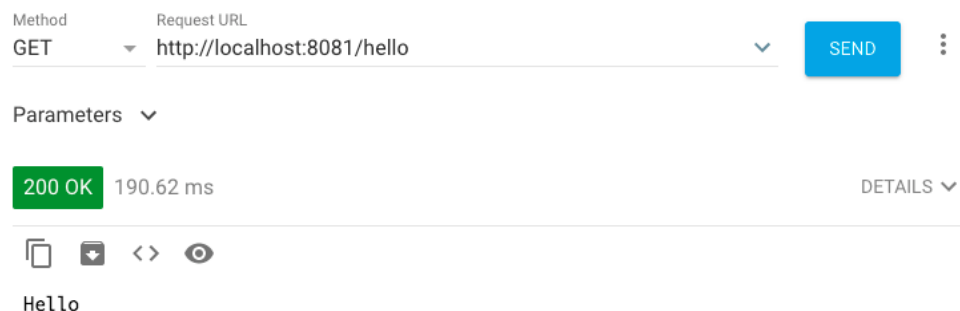 Method Request URL
GET http://localhost:8081/hello SEND
Parameters
200 OK 190.62 ms DETAILS
Hello